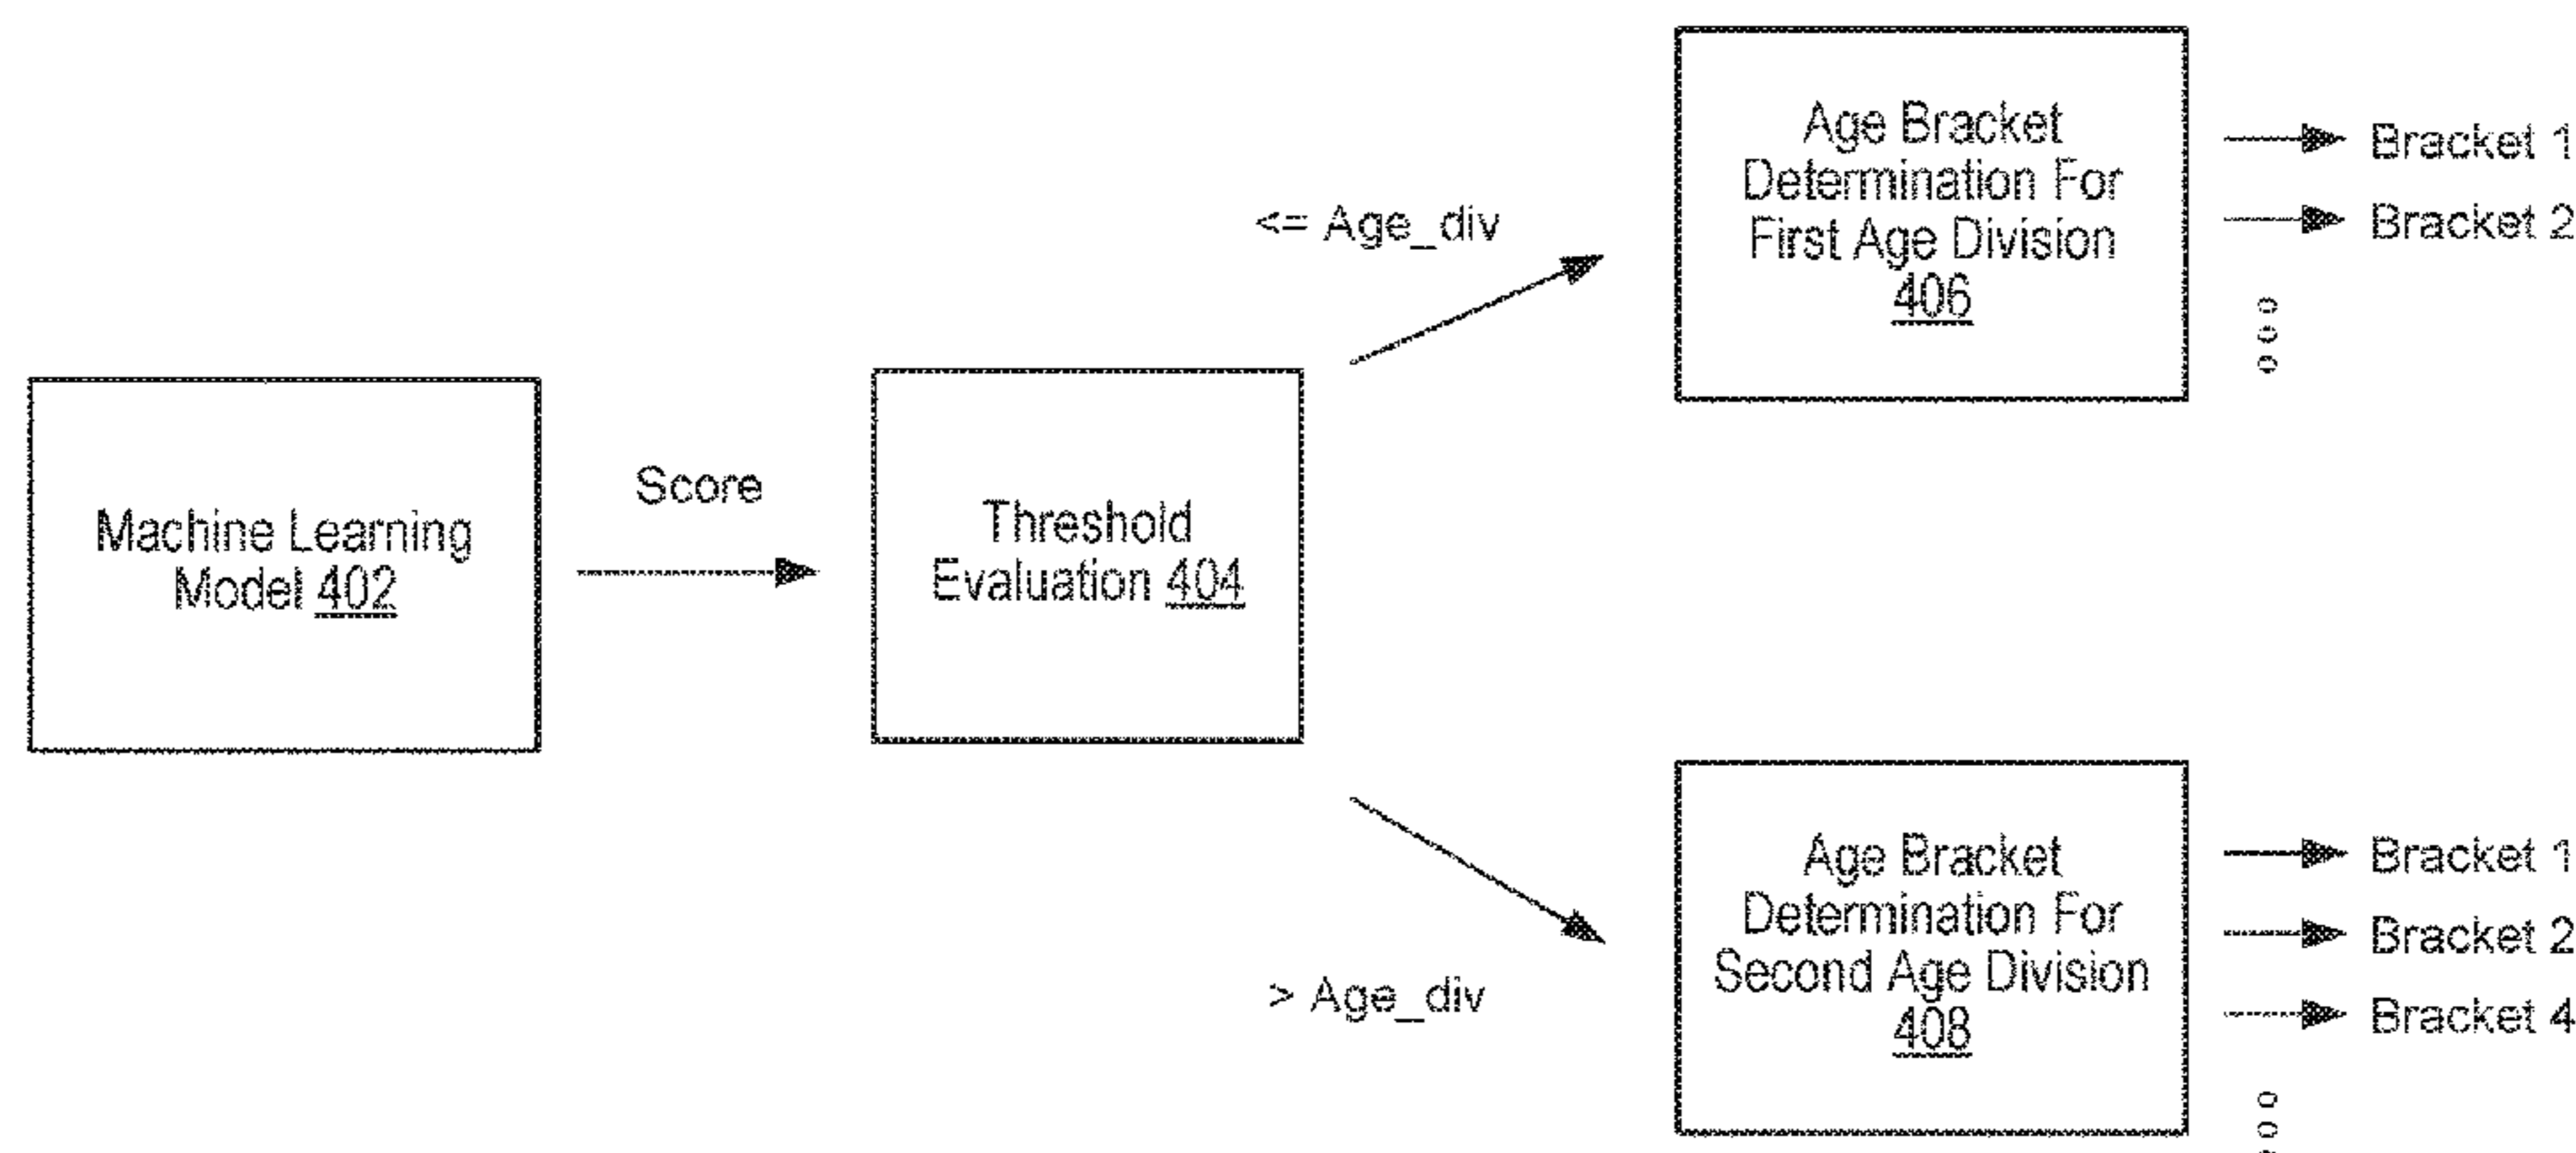 Machine Learning
Model 402
Score
Threshold
Evaluation 404
<= Age_div
> Age_div
Age Bracket
Determination For
First Age Division
406
Bracket 1
Bracket 2
Age Bracket
Determination For
Second Age Division
408
Bracket 1
Bracket 2
Bracket 4